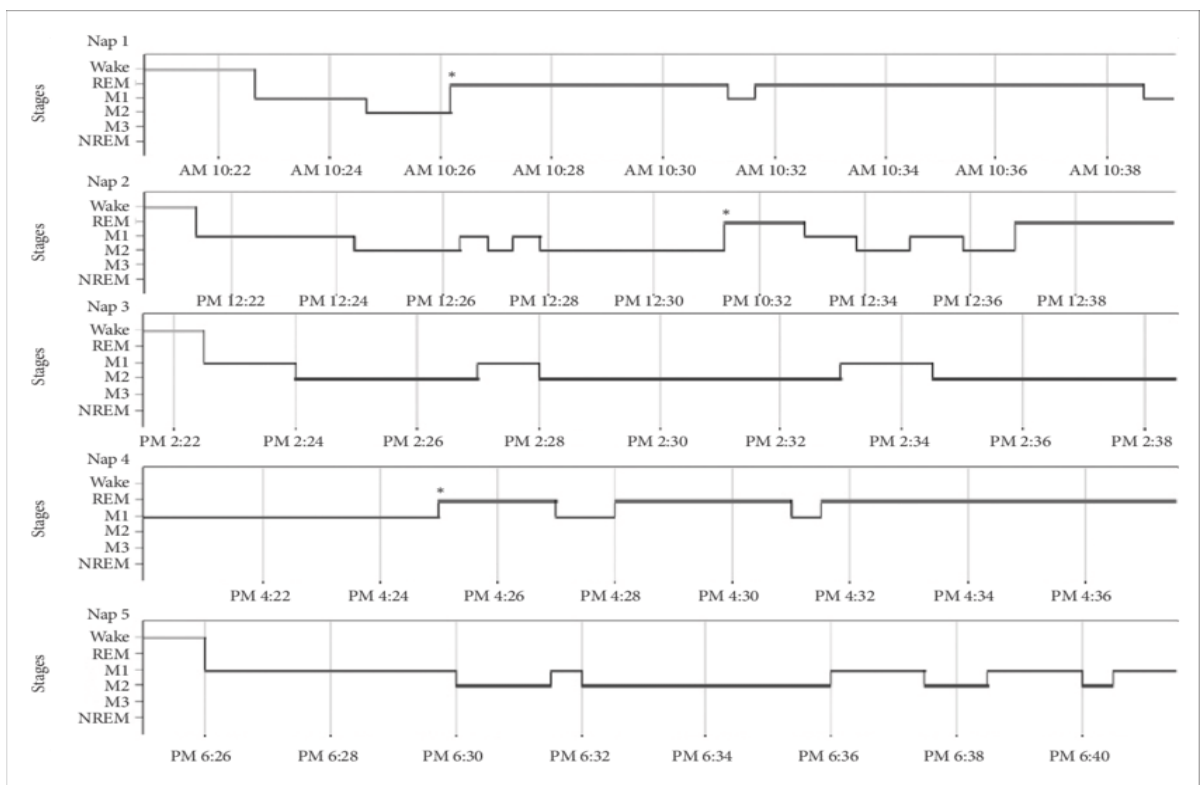 Nap 1
Wake
REM
M1
M2
M3
NREM
Stages
*
AM 10:22 AM 10:24 AM 10:26 AM 10:28 AM 10:30 AM 10:32 AM 10:34 AM 10:36 AM 10:38
Nap 2
Wake
REM
M1
M2
M3
NREM
Stages
*
PM 12:22 PM 12:24 PM 12:26 PM 12:28 PM 12:30 PM 10:32 PM 12:34 PM 12:36 PM 12:38
Nap 3
Wake
REM
M1
M2
M3
NREM
Stages
PM 2:22 PM 2:24 PM 2:26 PM 2:28 PM 2:30 PM 2:32 PM 2:34 PM 2:36 PM 2:38
Nap 4
Wake
REM
M1
M2
M3
NREM
Stages
*
PM 4:22 PM 4:24 PM 4:26 PM 4:28 PM 4:30 PM 4:32 PM 4:34 PM 4:36
Nap 5
Wake
REM
M1
M2
M3
NREM
Stages
PM 6:26 PM 6:28 PM 6:30 PM 6:32 PM 6:34 PM 6:36 PM 6:38 PM 6:40